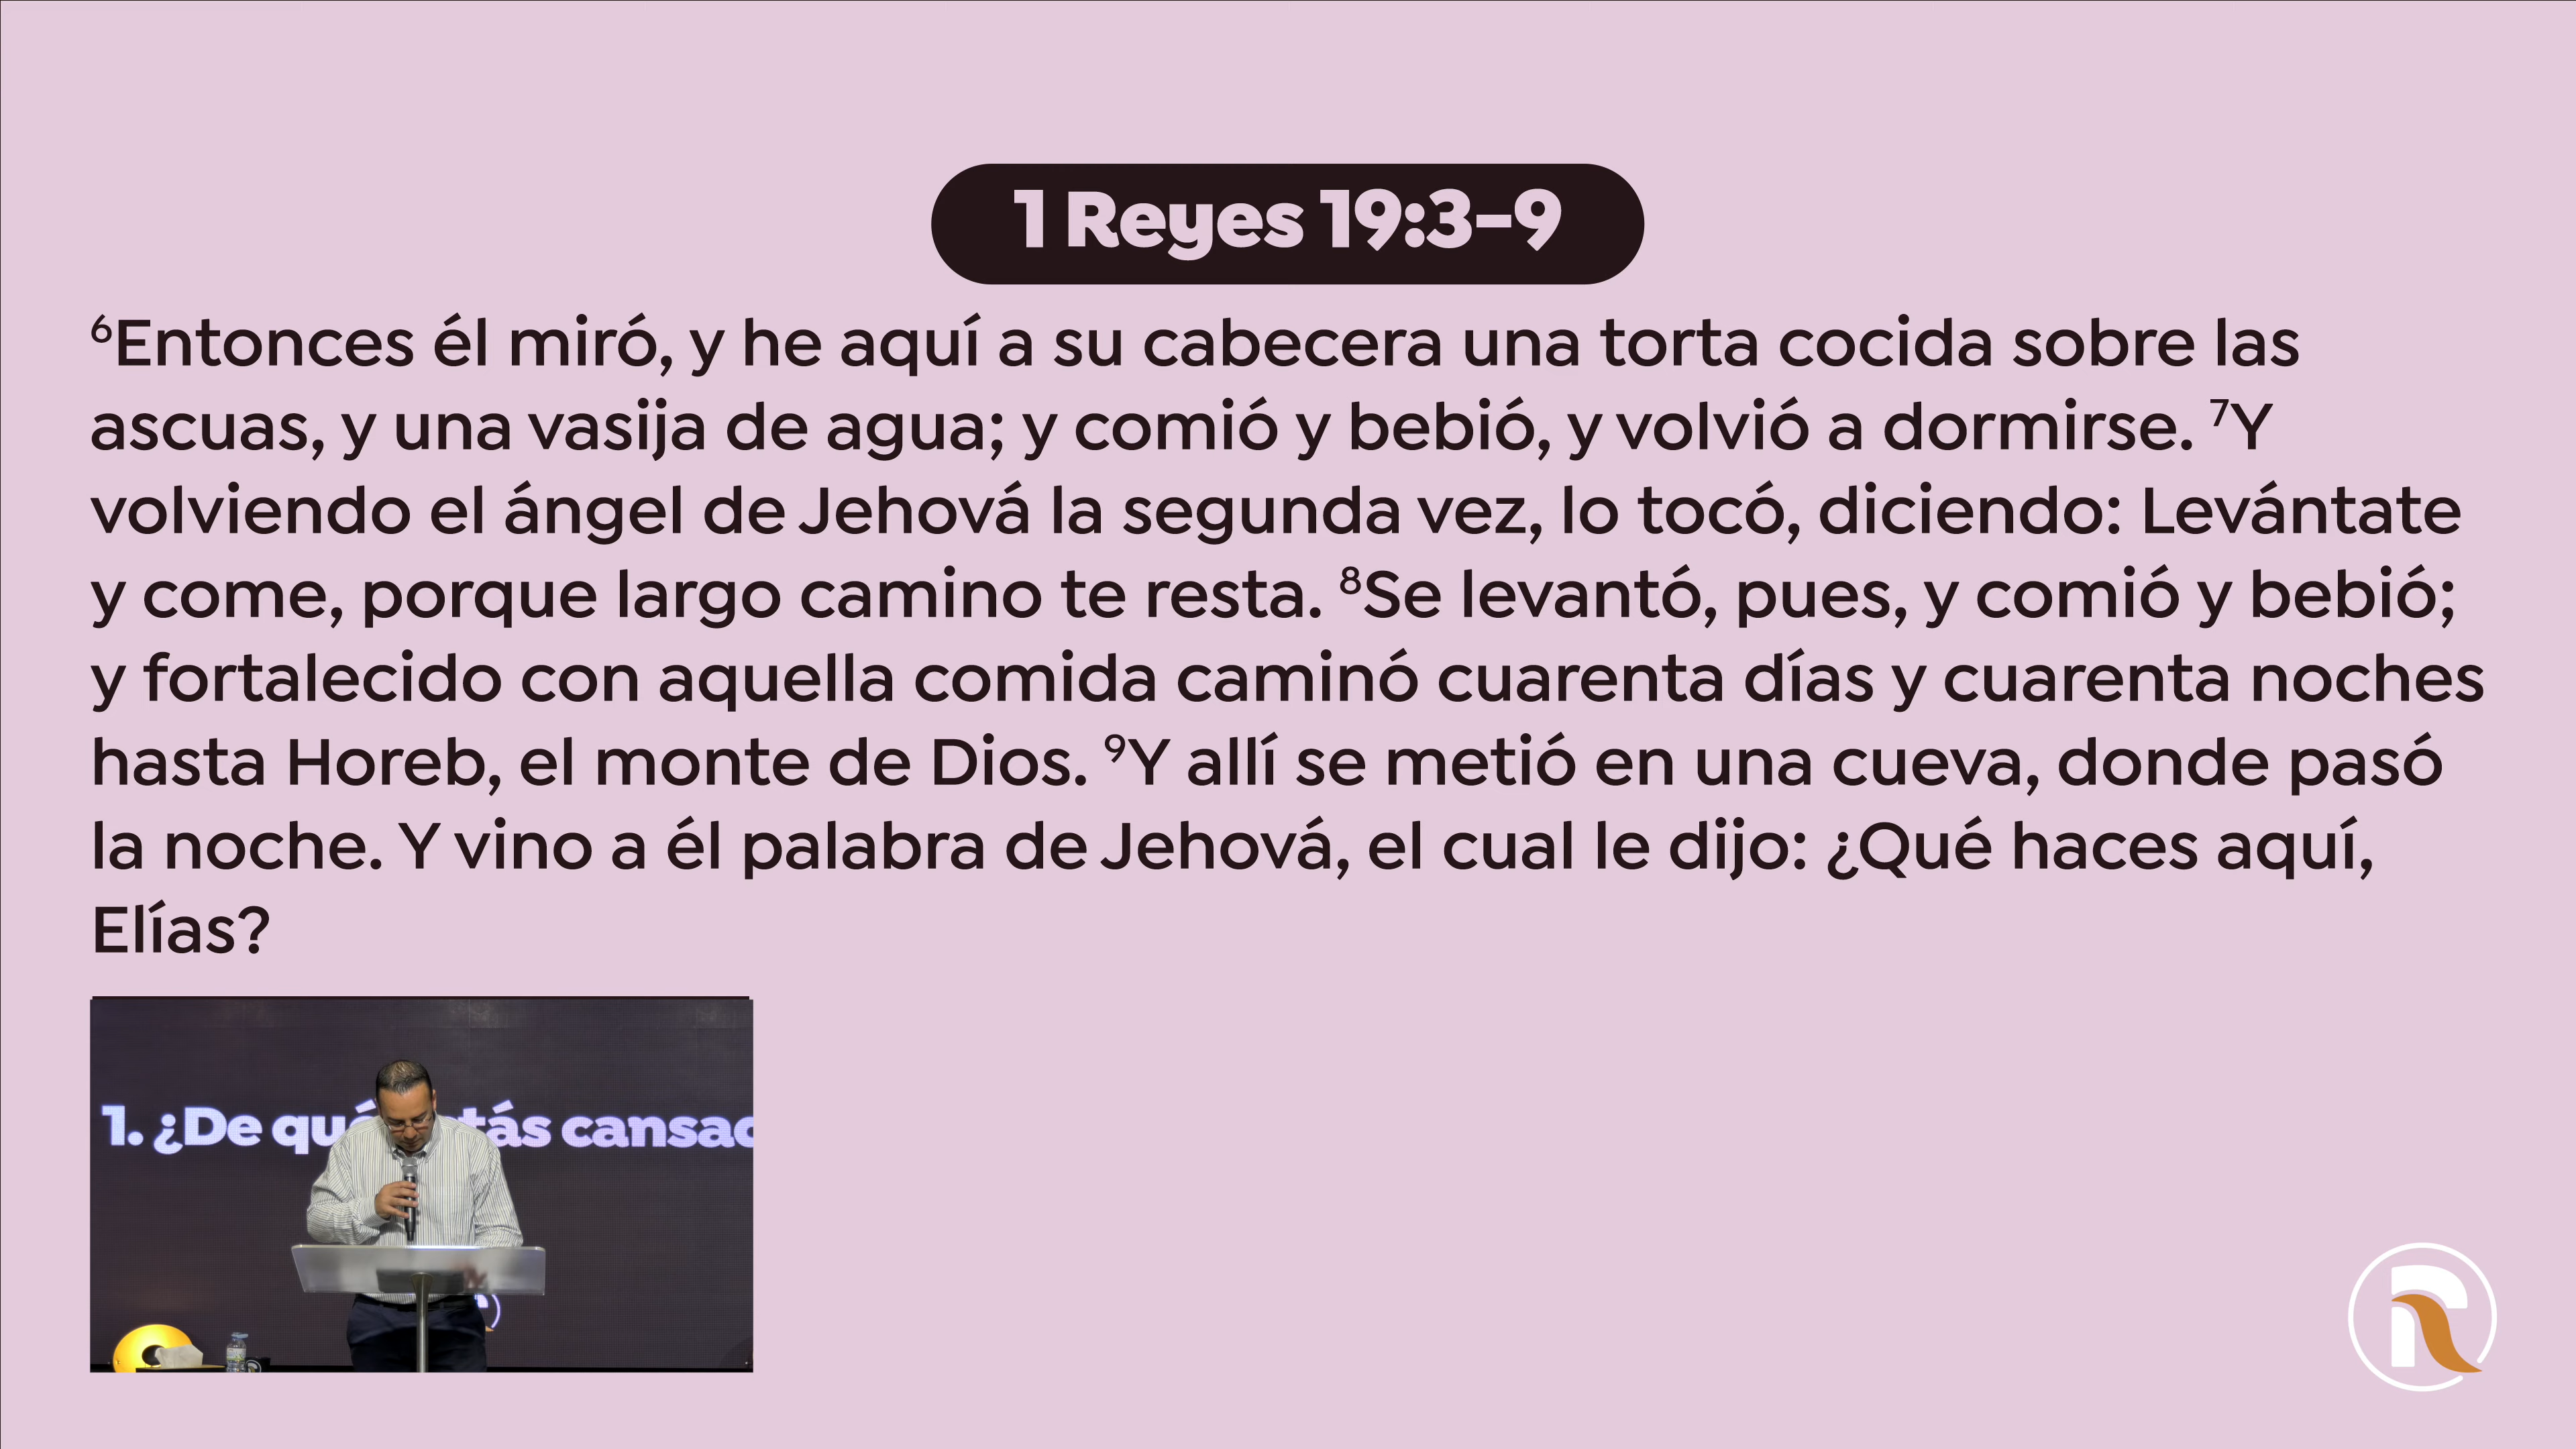 1 Reyes 19:3-9
⁶Entonces él miró, y he aquí a su cabecera una torta cocida sobre las
ascuas, y una vasija de agua; y comió y bebió, y volvió a dormirse. ⁷Y
volviendo el ángel de Jehová la segunda vez, lo tocó, diciendo: Levántate
y come, porque largo camino te resta. ⁸Se levantó, pues, y comió y bebió;
y fortalecido con aquella comida caminó cuarenta días y cuarenta noches
hasta Horeb, el monte de Dios. ⁹Y allí se metió en una cueva, donde pasó
la noche. Y vino a él palabra de Jehová, el cual le dijo: ¿Qué haces aquí,
Elías?
1. ¿De qué tás cansad
R